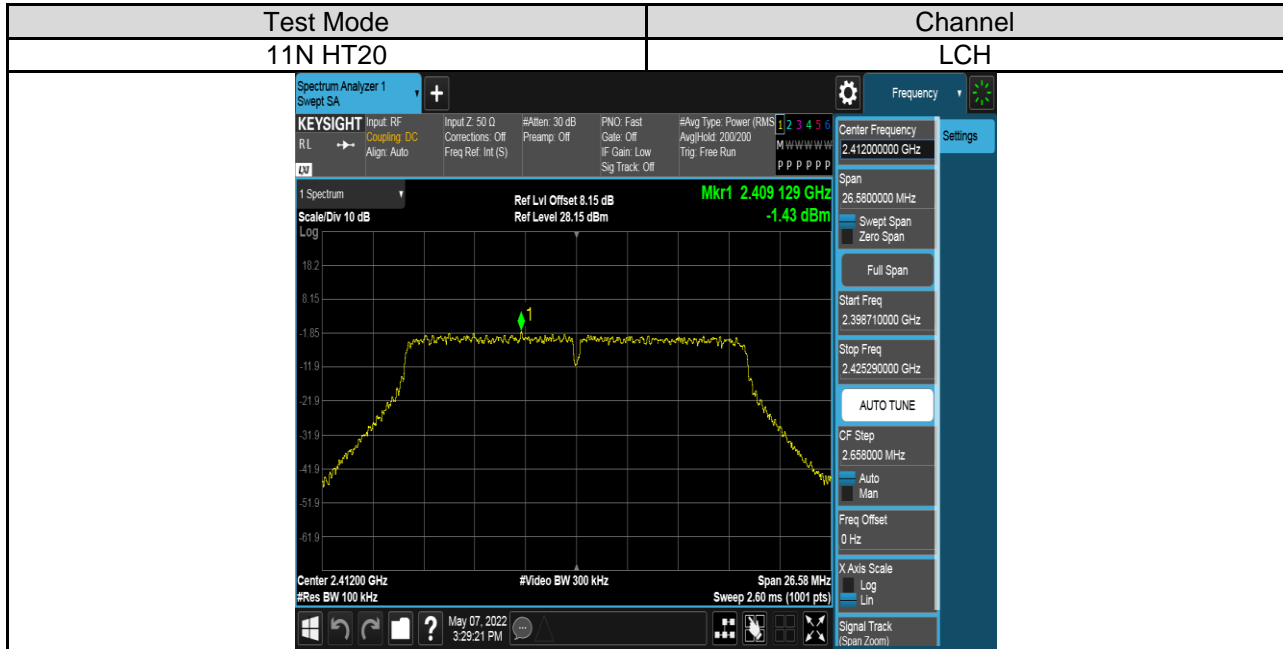 Test Mode
Channel
11N HT20
LCH
Spectrum Analyzer 1
Swept SA
+
Frequency
KEYSIGHT
RL
LXI
Input: RF
Coupling: DC
Align: Auto
Input Z: 50 Ω
Corrections: Off
Freq Ref: Int (S)
#Atten: 30 dB
Preamp: Off
PNO: Fast
Gate: Off
IF Gain: Low
Sig Track: Off
#Avg Type: Power (RMS
Avg|Hold: 200/200
Trig: Free Run
1 2 3 4 5 6
M W W W W W
P P P P P P
1 Spectrum
Scale/Div 10 dB
Log
Ref Lvl Offset 8.15 dB
Ref Level 28.15 dBm
Mkr1 2.409 129 GHz
-1.43 dBm
18.2
8.15
-1.85
-11.9
-21.9
-31.9
-41.9
-51.9
-61.9
1
Center 2.41200 GHz
#Res BW 100 kHz
#Video BW 300 kHz
Span 26.58 MHz
Sweep 2.60 ms (1001 pts)
Center Frequency
2.412000000 GHz
Settings
Span
26.5800000 MHz
Swept Span
Zero Span
Full Span
Start Freq
2.398710000 GHz
Stop Freq
2.425290000 GHz
AUTO TUNE
CF Step
2.658000 MHz
Auto
Man
Freq Offset
0 Hz
X Axis Scale
Log
Lin
Signal Track
(Span Zoom)
?
May 07, 2022
3:29:21 PM